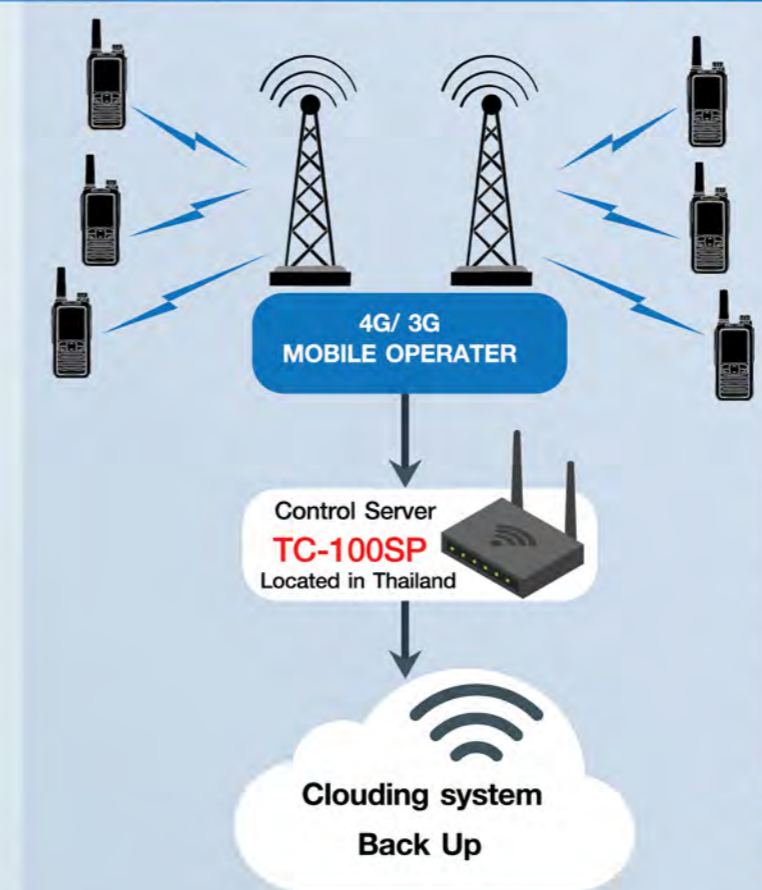 4G/ 3G
MOBILE OPERATER
Control Server
TC-100SP
Located in Thailand
Clouding system
Back Up